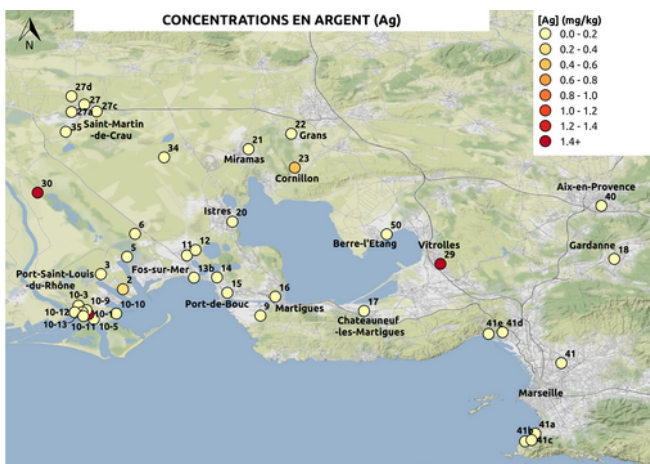 CONCENTRATIONS EN ARGENT (Ag)
N
[Ag] (mg/kg)
0.0 - 0.2
0.2 - 0.4
0.4 - 0.6
0.6 - 0.8
0.8 - 1.0
1.0 - 1.2
1.2 - 1.4
1.4+
27d
27
27a
27c
Saint-Martin
-de-Crau
35
34
21
Miramas
22
Grans
23
Cornillon
30
Aix-en-Provence
40
Istres
20
6
50
Berre-l'Etang
Vitrolles
29
Gardanne
18
5
11
12
Fos-sur-Mer
13b
14
3
Port-Saint-Louis
-du-Rhône
2
15
Port-de-Bouc
16
Martigues
9
17
Chateauneuf
-les-Martigues
10-3
10-9
10-10
10-12
10-1
10-13
10-11
10-5
41e
41d
41
Marseille
41a
41b
41c